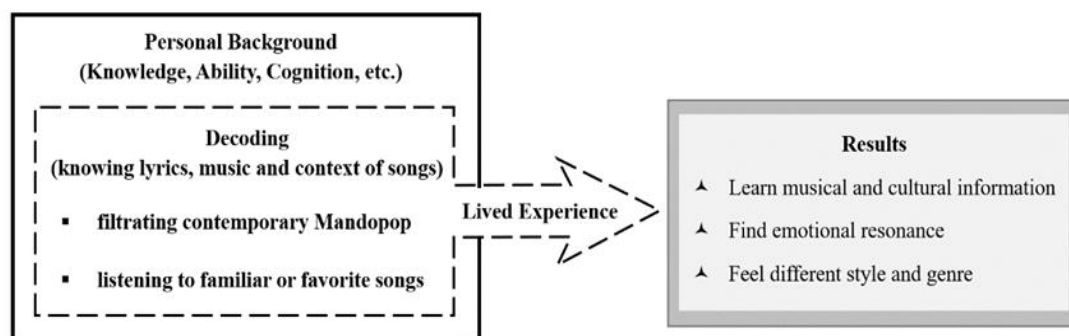 Personal Background
(Knowledge, Ability, Cognition, etc.)
Decoding
(knowing lyrics, music and context of songs)
▪ filtrating contemporary Mandopop
▪ listening to familiar or favorite songs
Lived Experience
Results
Learn musical and cultural information
Find emotional resonance
Feel different style and genre